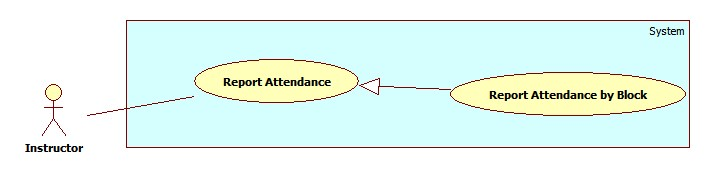 System
Report Attendance
Report Attendance by Block
Instructor